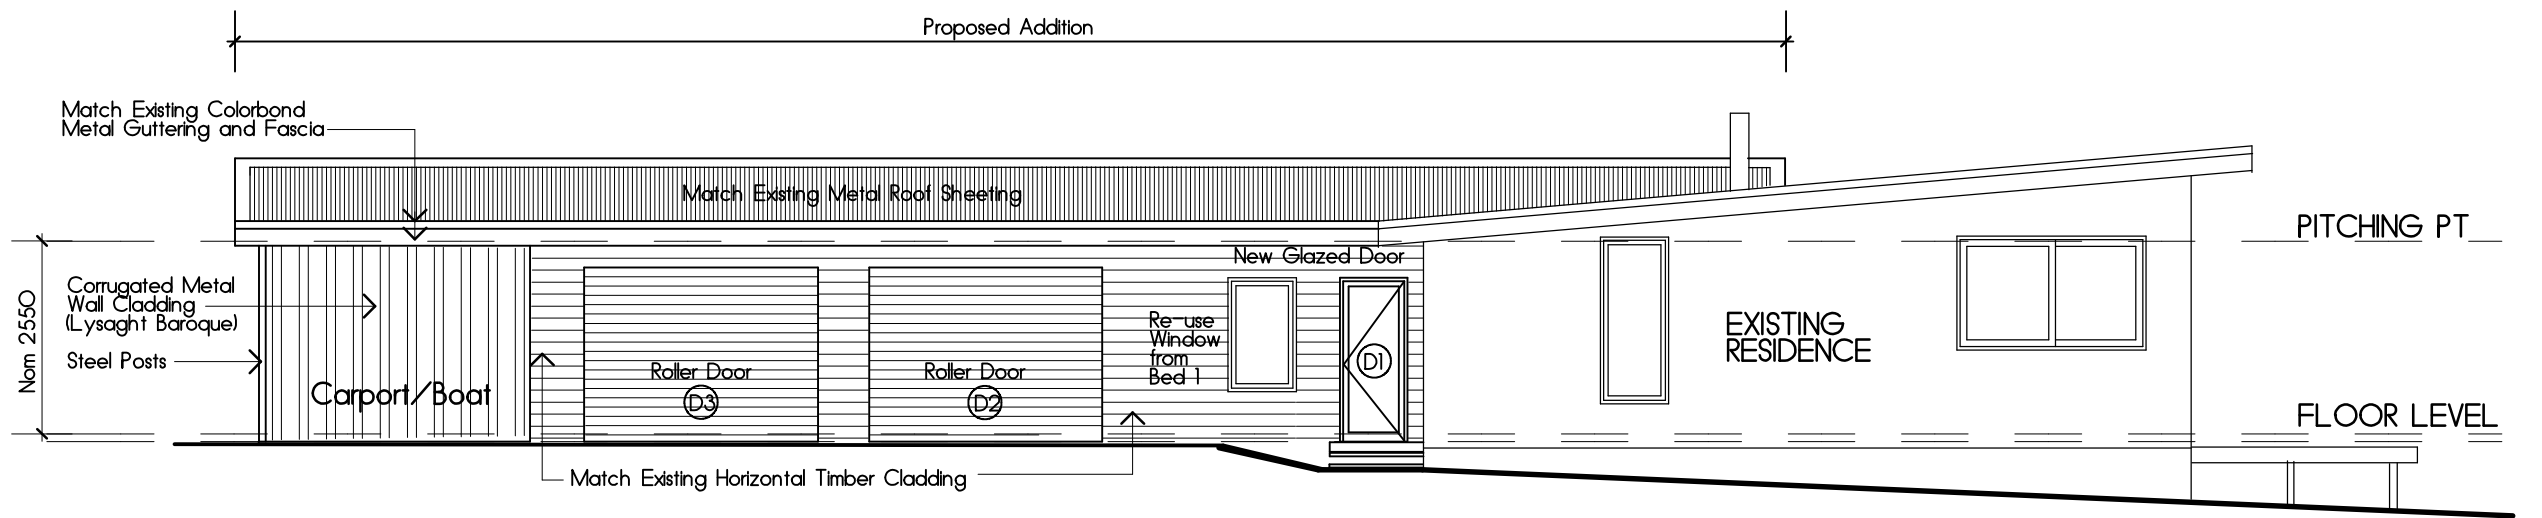 Proposed Addition
Match Existing Colorbond
Metal Guttering and Fascia
Match Existing Metal Roof Sheeting
PITCHING PT
New Glazed Door
Corrugated Metal
Wall Cladding
(Lysaght Baroque)
Nom 2550
Steel Posts
Carport/Boat
Roller Door
D3
Roller Door
D2
Re-use
Window
from
Bed 1
D1
EXISTING
RESIDENCE
FLOOR LEVEL
Match Existing Horizontal Timber Cladding